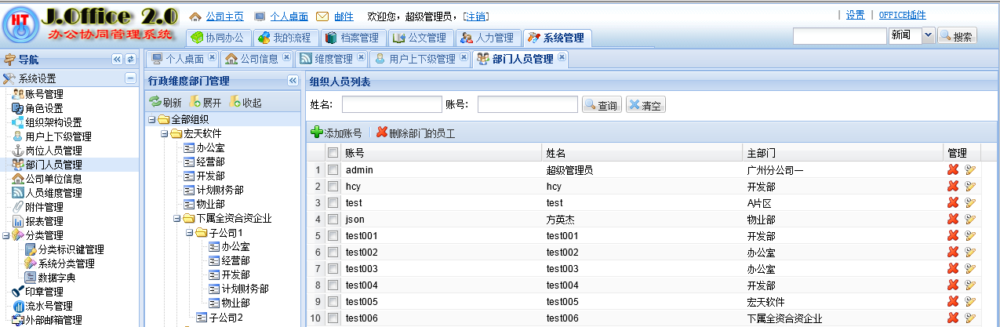 J.Office 2.0
办公协同管理系统
HT
公司主页 个人桌面 邮件 欢迎您，超级管理员，[注销]
| 设置 | OFFICE插件
协同办公 我的流程 档案管理 公文管理 人力管理 系统管理
新闻 搜索
导航
系统设置
账号管理
角色设置
组织架构设置
用户上下级管理
岗位人员管理
部门人员管理
公司单位信息
人员维度管理
附件管理
报表管理
分类管理
分类标识键管理
系统分类管理
数据字典
印章管理
流水号管理
外部邮箱管理
个人桌面 公司信息 维度管理 用户上下级管理 部门人员管理
行政维度部门管理
刷新 展开 收起
全部组织
宏天软件
办公室
经营部
开发部
计划财务部
物业部
下属全资合资企业
子公司1
办公室
经营部
开发部
计划财务部
物业部
子公司2
组织人员列表
姓名: 账号: 查询 清空
添加账号 删除部门的员工
账号 姓名 主部门 管理
1 admin 超级管理员 广州分公司一
2 hcy hcy 开发部
3 test test A片区
4 json 方英杰 物业部
5 test001 test001 开发部
6 test002 test002 办公室
7 test003 test003 办公室
8 test004 test004 开发部
9 test005 test005 宏天软件
10 test006 test006 下属全资合资企业